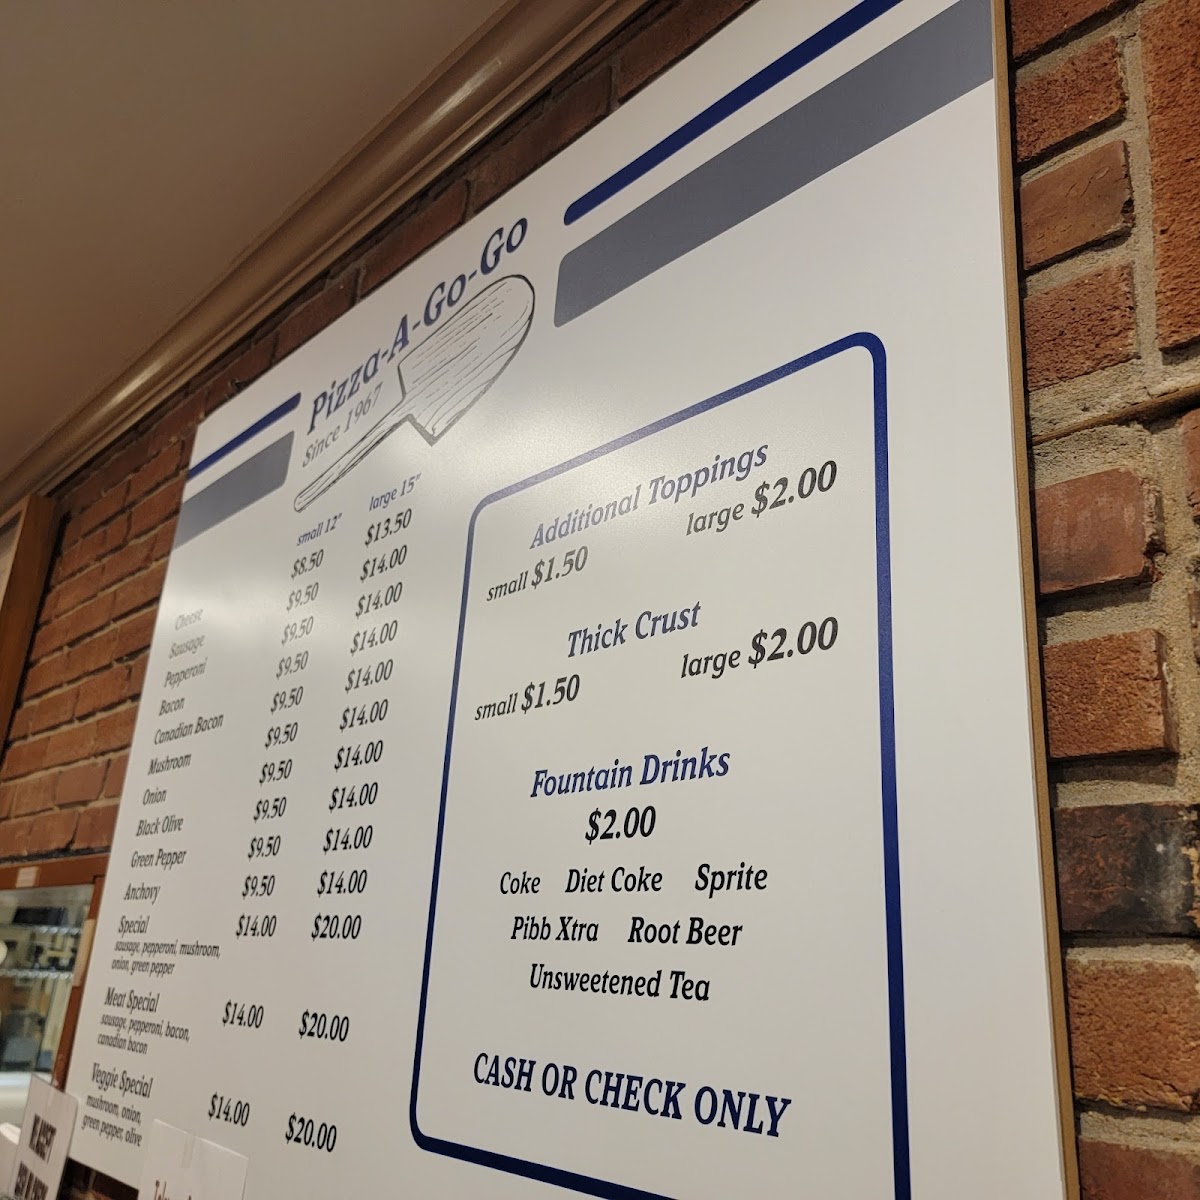 Pizza-A-Go-Go
Since 1967
small 12" large 15"
Cheese $8.50 $13.50
Sausage $9.50 $14.00
Pepperoni $9.50 $14.00
Bacon $9.50 $14.00
Canadian Bacon $9.50 $14.00
Mushroom $9.50 $14.00
Onion $9.50 $14.00
Black Olive $9.50 $14.00
Green Pepper $9.50 $14.00
Anchovy $9.50 $14.00
Special $14.00 $20.00
sausage, pepperoni, mushroom,
onion, green pepper
Meat Special $14.00 $20.00
sausage, pepperoni, bacon,
canadian bacon
Veggie Special $14.00 $20.00
mushroom, onion,
green pepper, olive
Additional Toppings
small $1.50 large $2.00
Thick Crust
small $1.50 large $2.00
Fountain Drinks
$2.00
Coke Diet Coke Sprite
Pibb Xtra Root Beer
Unsweetened Tea
CASH OR CHECK ONLY